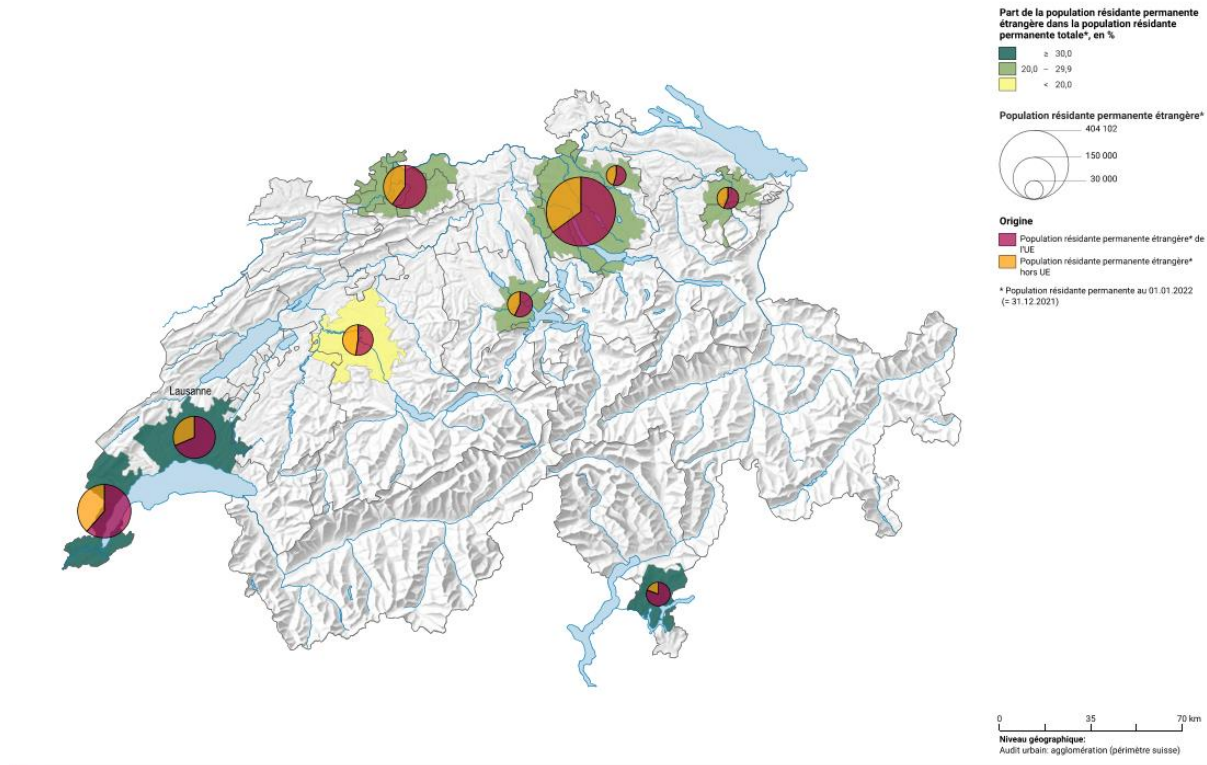 Part de la population résidante permanente
étrangère dans la population résidante
permanente totale*, en %
≥ 30,0
20,0 – 29,9
< 20,0
Population résidante permanente étrangère*
404 102
150 000
30 000
Origine
Population résidante permanente étrangère* de
l'UE
Population résidante permanente étrangère*
hors UE
* Population résidante permanente au 01.01.2022
(= 31.12.2021)
Lausanne
0 35 70 km
Niveau géographique:
Audit urbain: agglomération (périmètre suisse)